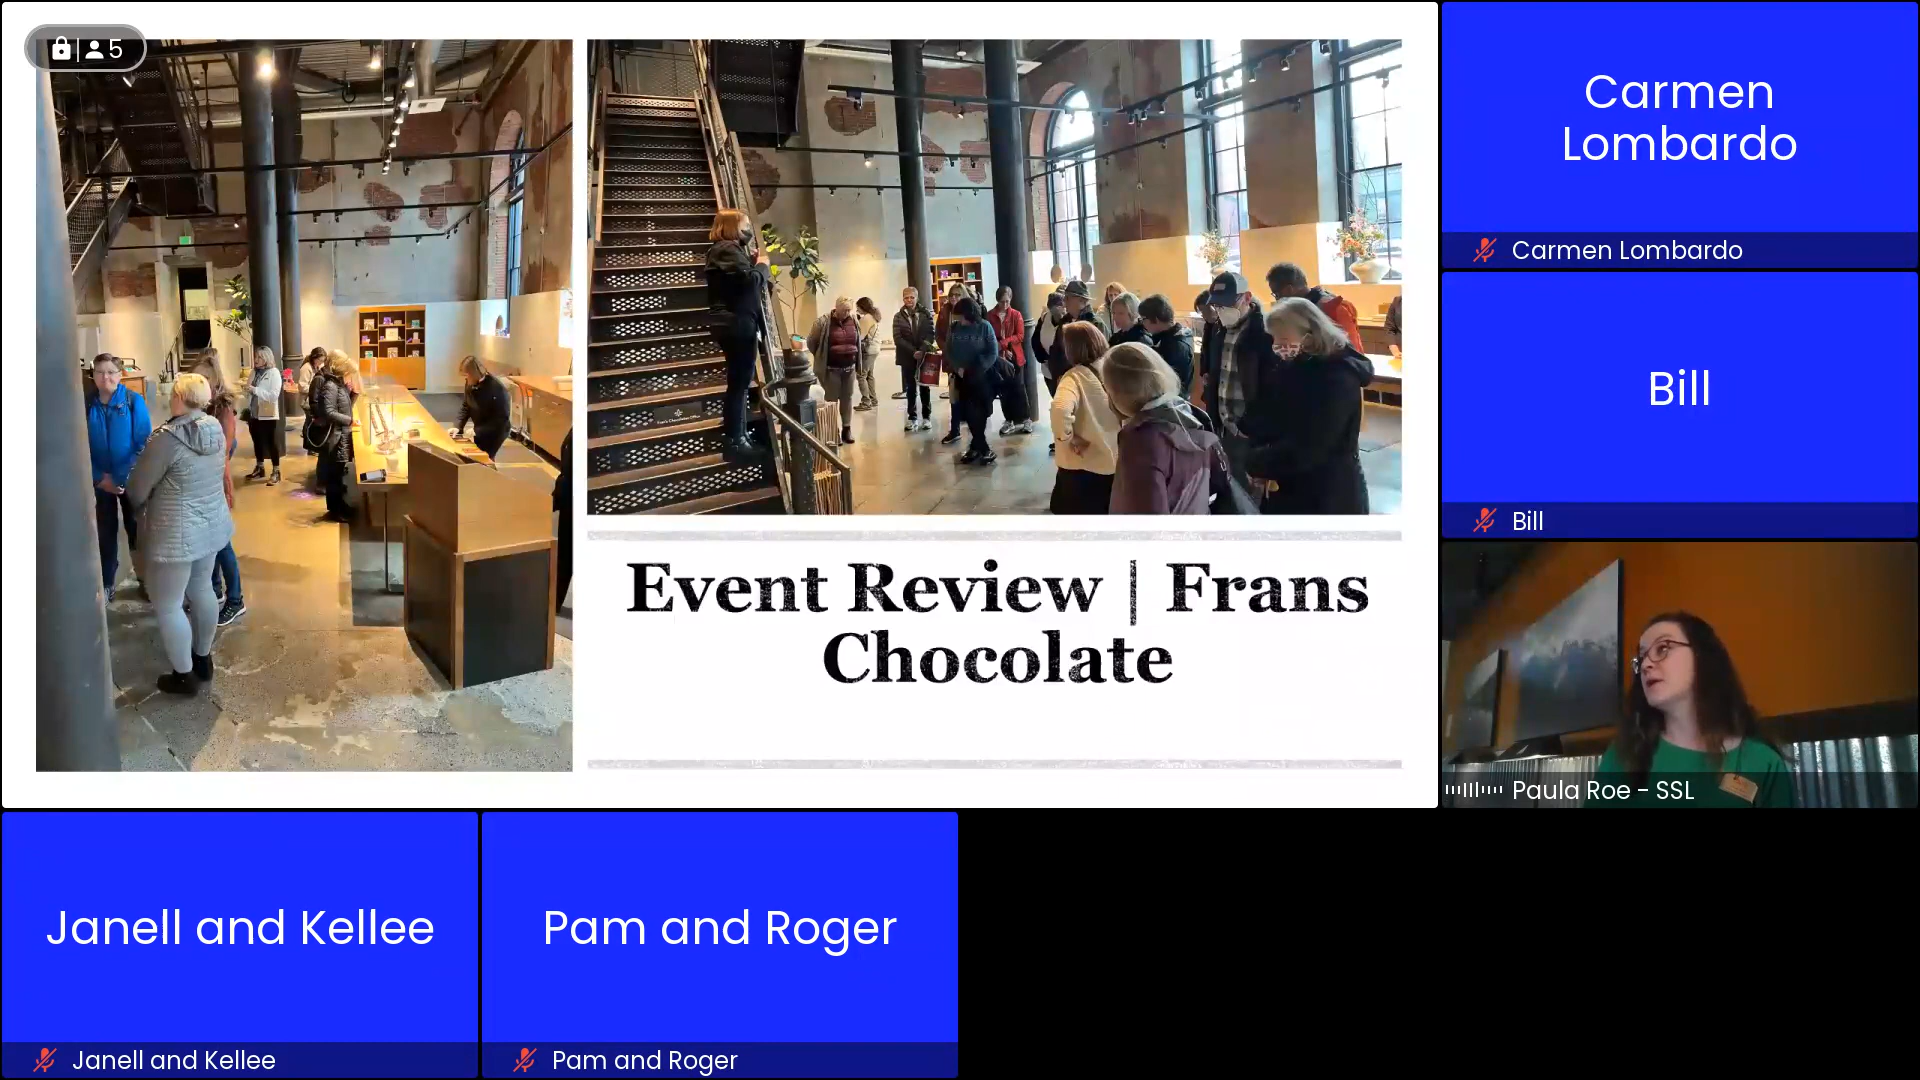 5
Event Review | Frans
Chocolate
Carmen
Lombardo
Carmen Lombardo
Bill
Bill
Paula Roe - SSL
Janell and Kellee
Janell and Kellee
Pam and Roger
Pam and Roger